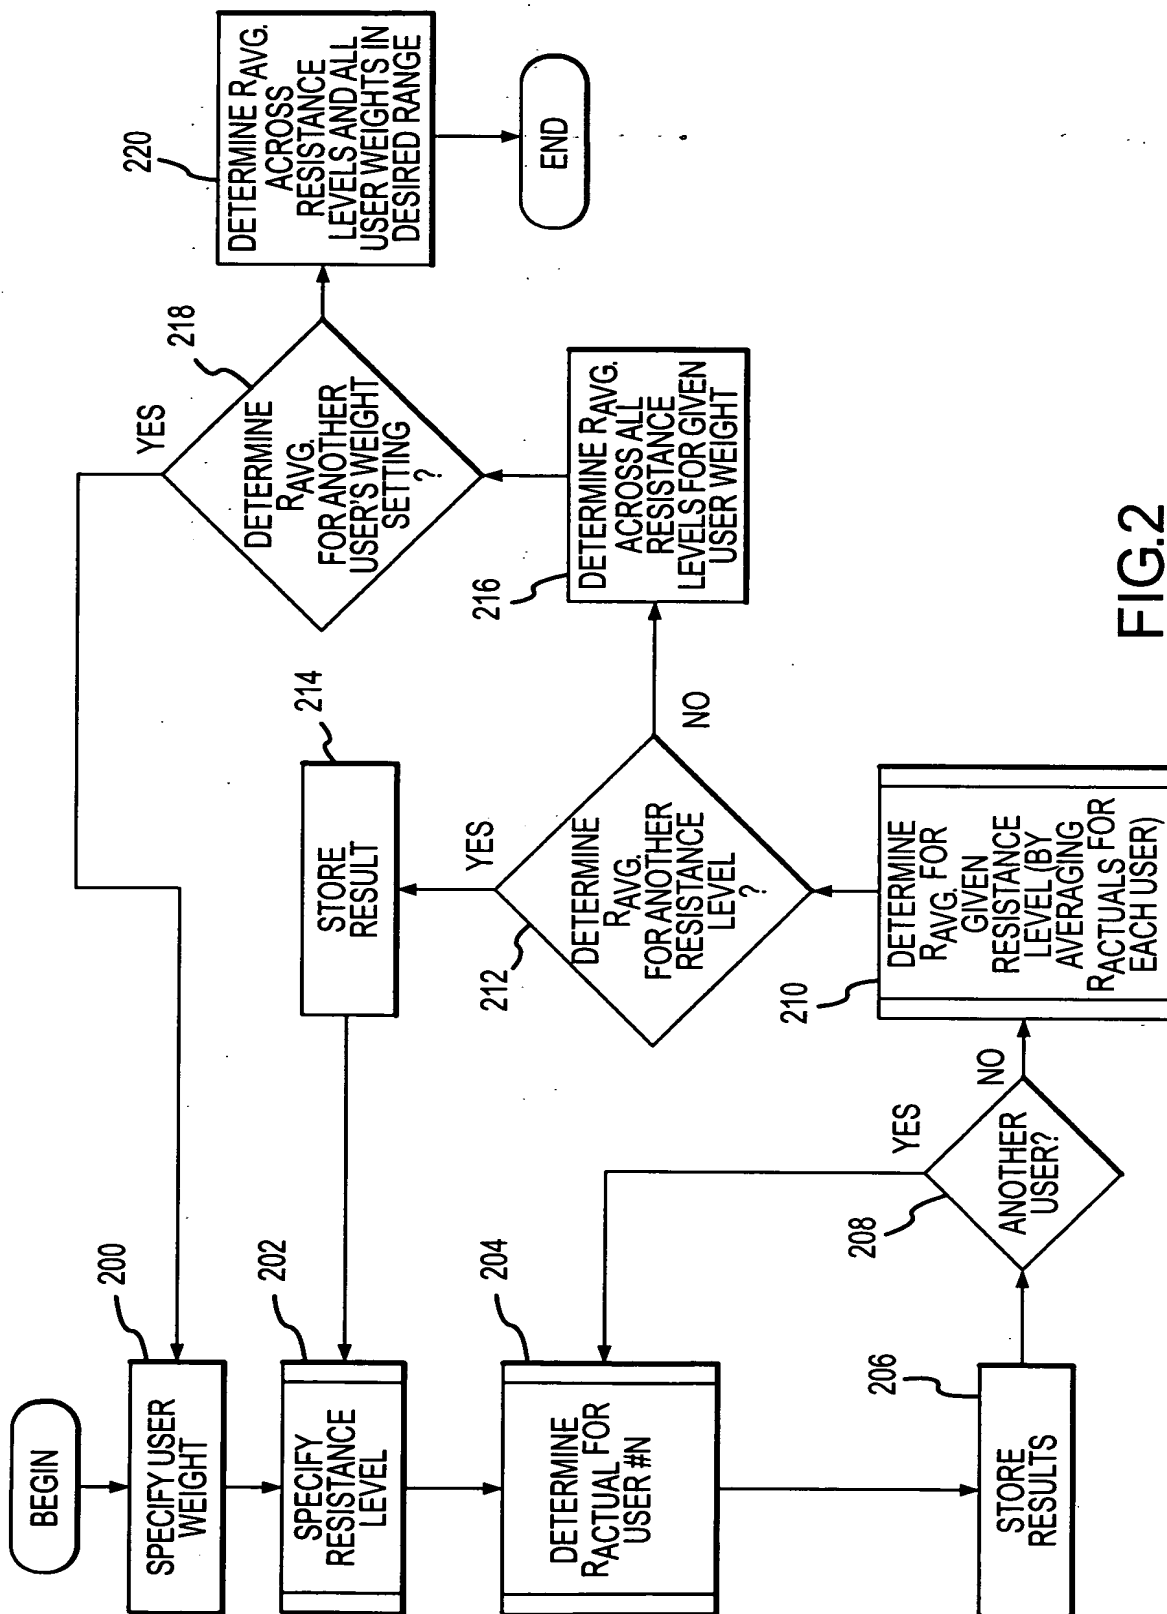 BEGIN
200
SPECIFY USER
WEIGHT
202
SPECIFY
RESISTANCE
LEVEL
204
DETERMINE
RACTUAL FOR
USER #N
206
STORE
RESULTS
208
ANOTHER
USER?
YES
NO
210
DETERMINE
RAVG. FOR
GIVEN
RESISTANCE
LEVEL (BY
AVERAGING
RACTUALS FOR
EACH USER)
212
DETERMINE
RAVG.
FOR ANOTHER
RESISTANCE
LEVEL
?
YES
NO
214
STORE
RESULT
216
DETERMINE RAVG.
ACROSS ALL
RESISTANCE
LEVELS FOR GIVEN
USER WEIGHT
218
DETERMINE
RAVG.
FOR ANOTHER
USER'S WEIGHT
SETTING
?
YES
220
DETERMINE RAVG.
ACROSS
RESISTANCE
LEVELS AND ALL
USER WEIGHTS IN
DESIRED RANGE
END
FIG.2